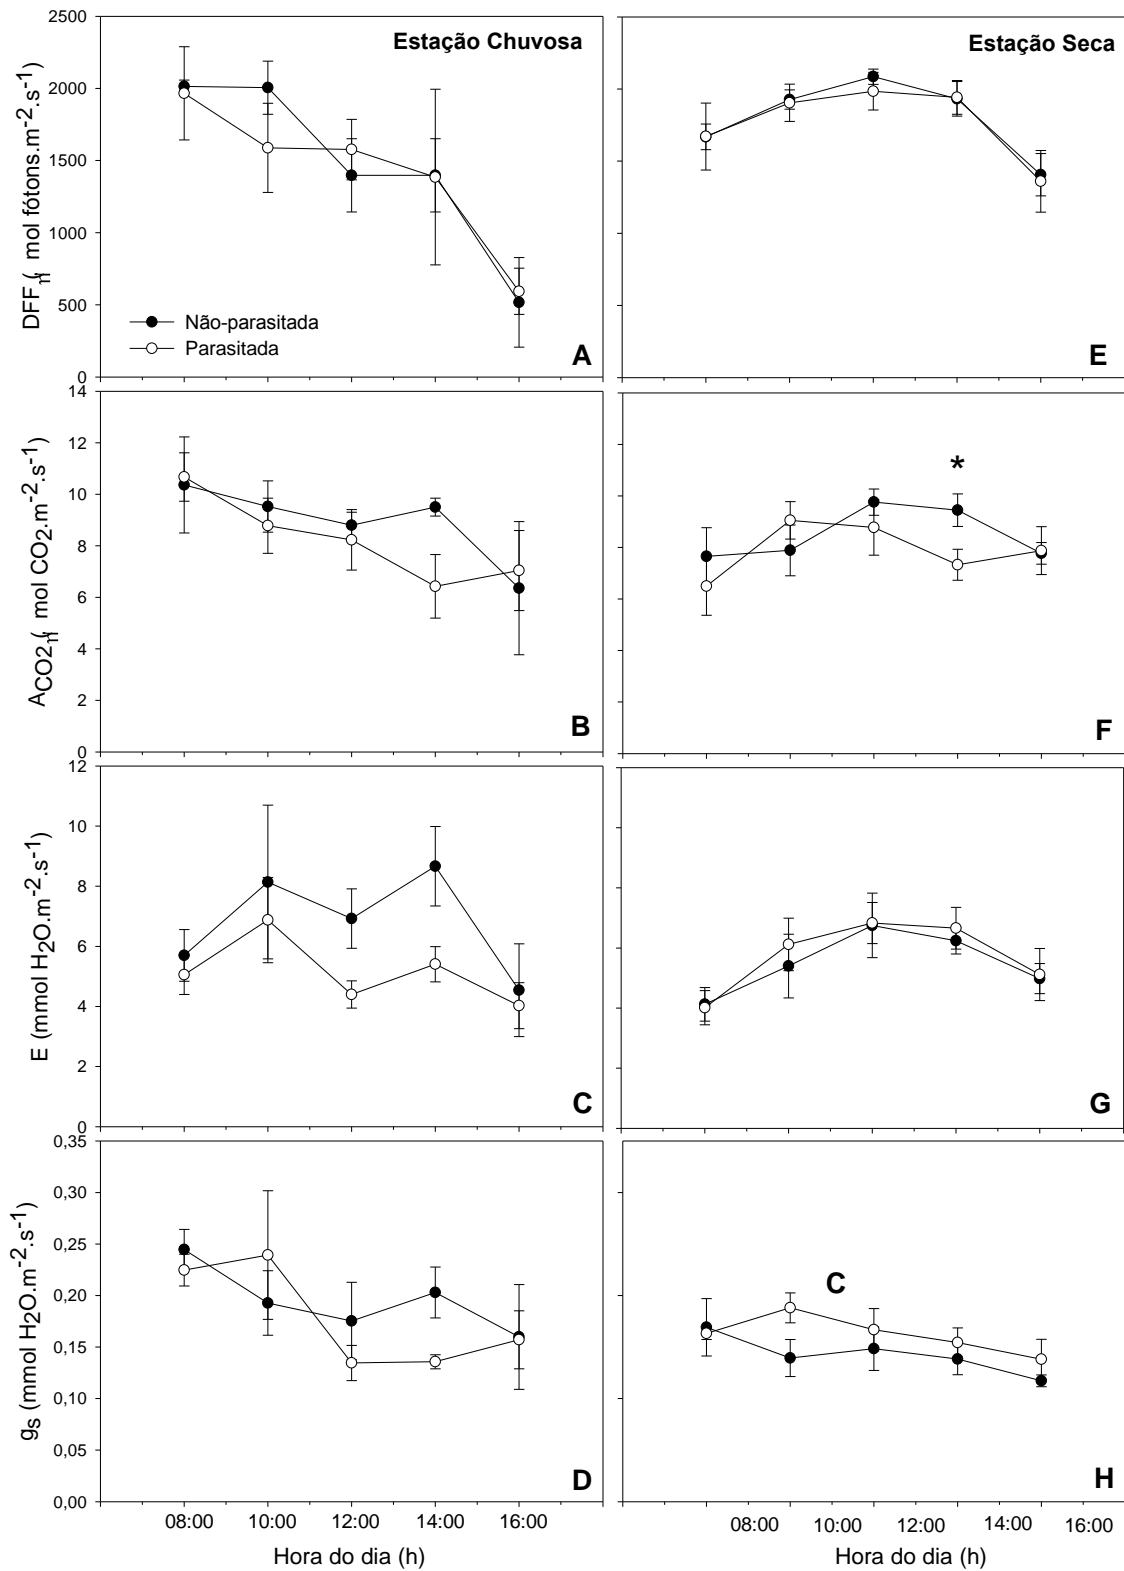 Estação Chuvosa
Estação Seca
2500
2000
1500
1000
500
0
DFF ( mol fótons.m-2.s-1)
Não-parasitada
Parasitada
A
E
14
12
10
8
6
4
2
0
ACO2 ( mol CO2.m-2.s-1)
*
B
F
12
10
8
6
4
2
0
E (mmol H2O.m-2.s-1)
C
G
0,35
0,30
0,25
0,20
0,15
0,10
0,05
0,00
gs (mmol H2O.m-2.s-1)
C
D
H
08:00 10:00 12:00 14:00 16:00
08:00 10:00 12:00 14:00 16:00
Hora do dia (h)
Hora do dia (h)